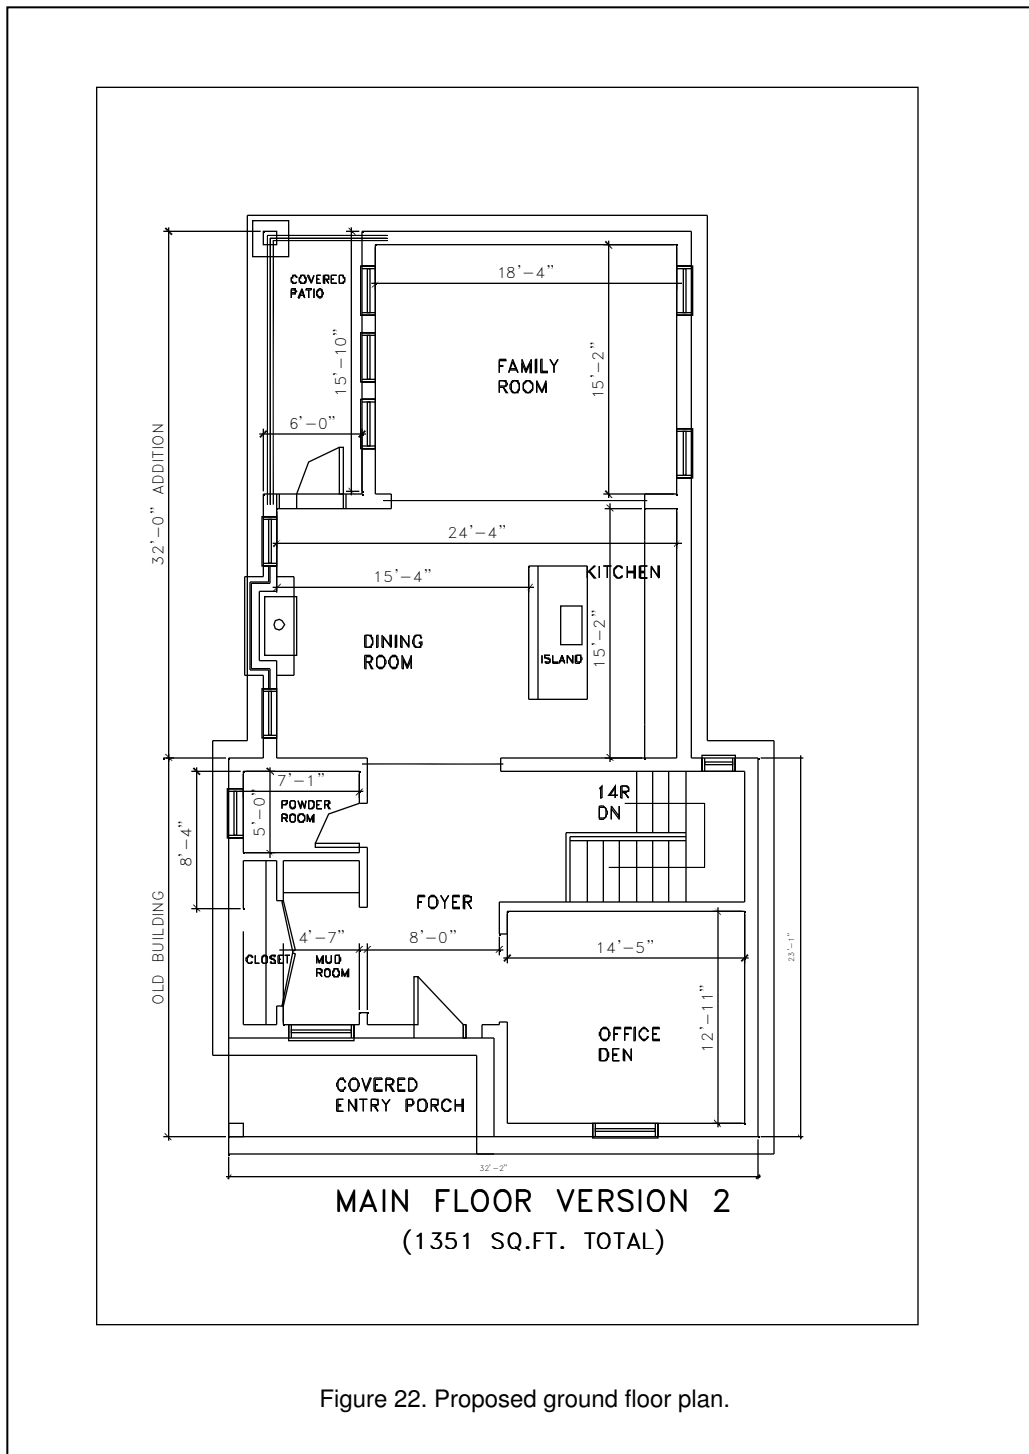 COVERED
PATIO
18'-4"
15'-10"
FAMILY
ROOM
15'-2"
6'-0"
32'-0" ADDITION
24'-4"
KITCHEN
15'-4"
DINING
ROOM
15'-2"
ISLAND
7'-1"
POWDER
ROOM
5'-0"
8'-4"
14R
DN
FOYER
OLD BUILDING
4'-7"
8'-0"
14'-5"
23'-1"
CLOSET
MUD
ROOM
12'-11"
OFFICE
DEN
COVERED
ENTRY PORCH
32'-2"
MAIN FLOOR VERSION 2
(1351 SQ.FT. TOTAL)
Figure 22. Proposed ground floor plan.